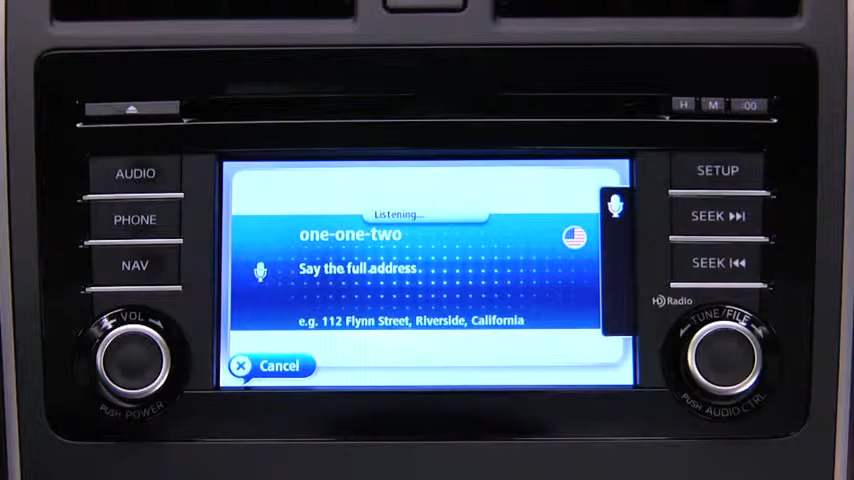 H M :00
AUDIO
PHONE
NAV
VOL
PUSH POWER
Listening...
one-one-two
Say the full address.
e.g. 112 Flynn Street, Riverside, California
Cancel
SETUP
SEEK
SEEK
HD Radio
TUNE/FILE
PUSH AUDIO CTRL